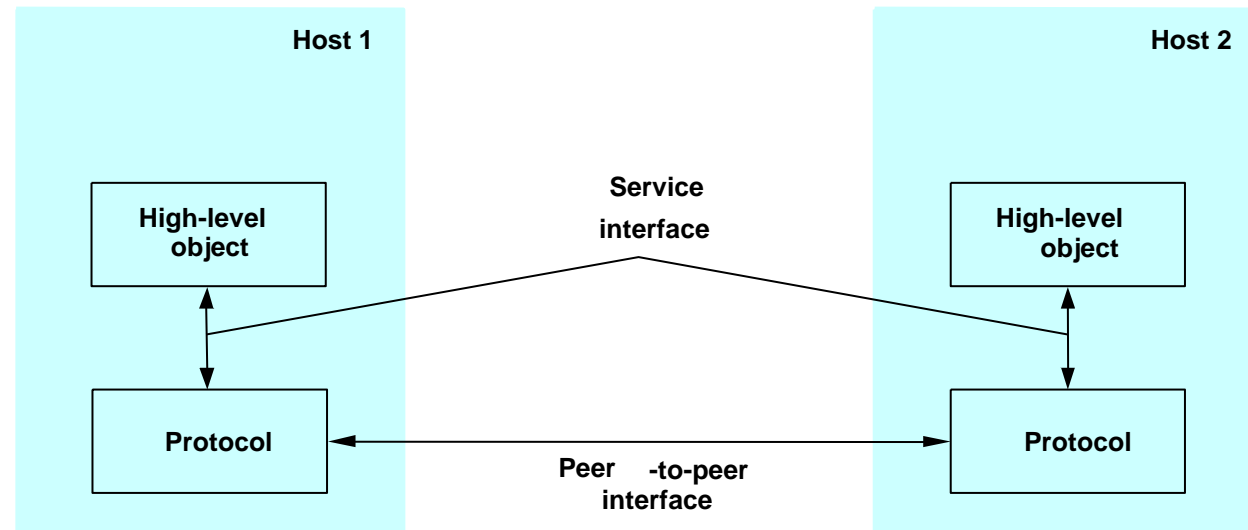 Host 1
Host 2
High-level
object
Service
interface
High-level
object
Protocol
Peer -to-peer
interface
Protocol